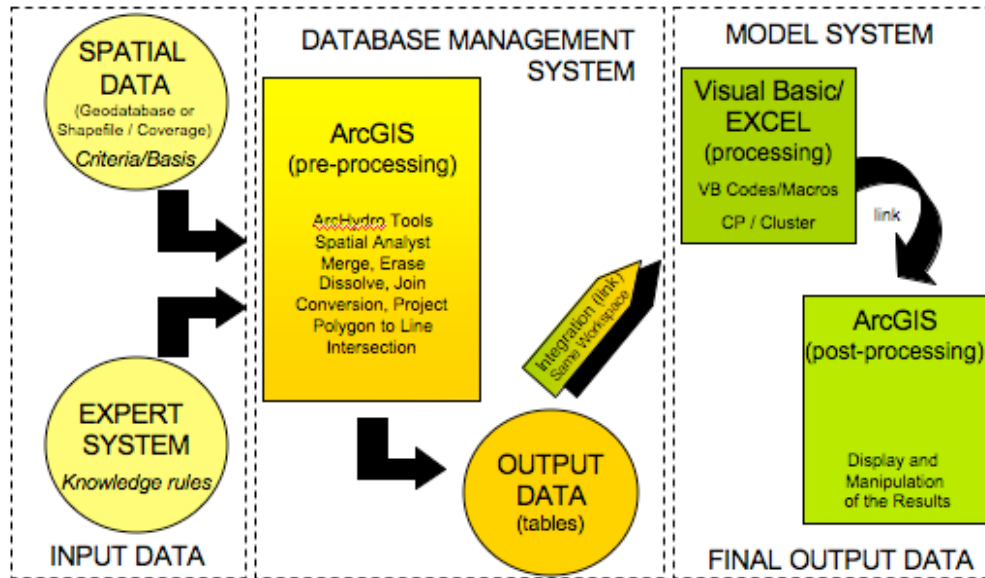 SPATIAL
DATA
(Geodatabase or
Shapefile / Coverage)
Criteria/Basis
EXPERT
SYSTEM
Knowledge rules
INPUT DATA
DATABASE MANAGEMENT
SYSTEM
ArcGIS
(pre-processing)
ArcHydro Tools
Spatial Analyst
Merge, Erase
Dissolve, Join
Conversion, Project
Polygon to Line
Intersection
Integration (link)
Same Workspace
OUTPUT
DATA
(tables)
MODEL SYSTEM
Visual Basic/
EXCEL
(processing)
VB Codes/Macros
CP / Cluster
link
ArcGIS
(post-processing)
Display and
Manipulation
of the Results
FINAL OUTPUT DATA